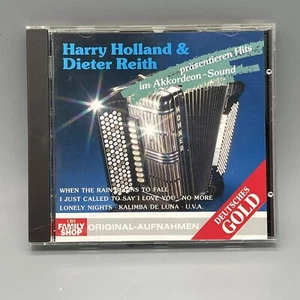 Harry Holland &
Dieter Reith
präsentieren Hits
im Akkordeon-Sound
WHEN THE RAIN BEGINS TO FALL
I JUST CALLED TO SAY I LOVE YOU · NO MORE
LONELY NIGHTS · KALIMBA DE LUNA · U.V.A.
CBS
FAMILY
SHOP
ORIGINAL-AUFNAHMEN
DEUTSCHES
GOLD